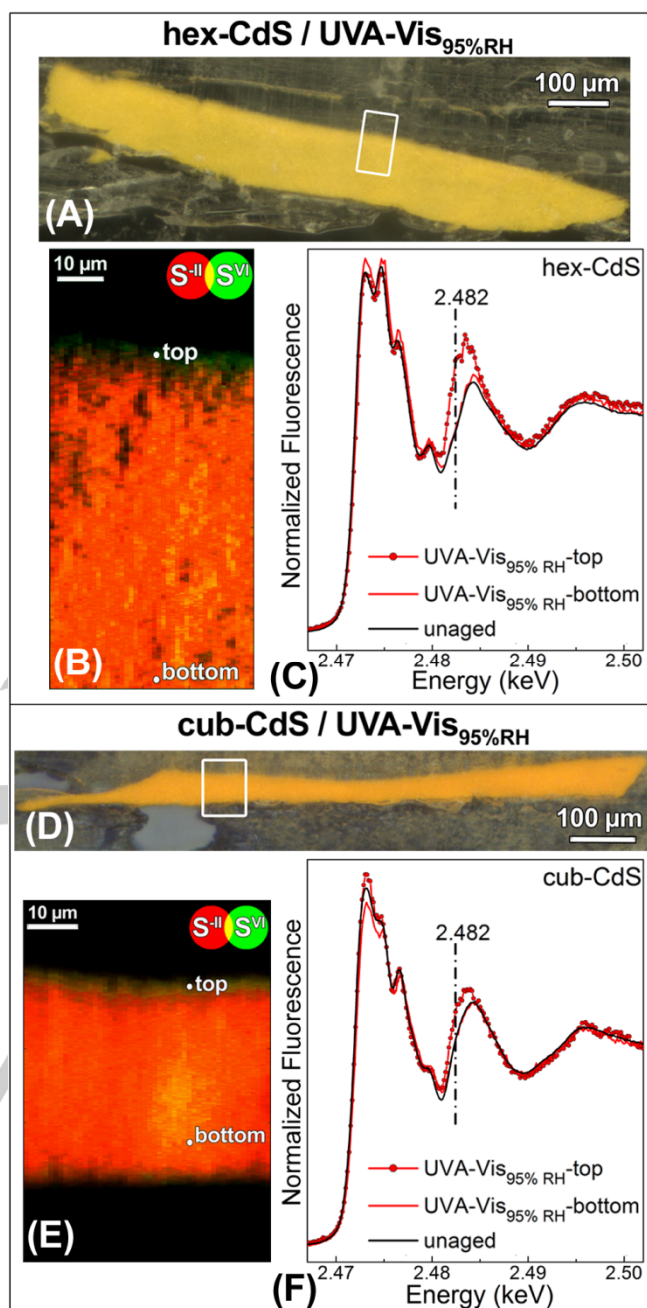 hex-CdS / UVA-Vis95%RH
100 µm
(A)
10 µm
S-II SVI
top
bottom
(B)
hex-CdS
2.482
Normalized Fluorescence
UVA-Vis95% RH-top
UVA-Vis95% RH-bottom
unaged
2.47 2.48 2.49 2.50
Energy (keV)
(C)
cub-CdS / UVA-Vis95%RH
(D)
100 µm
10 µm
S-II SVI
top
bottom
(E)
cub-CdS
2.482
Normalized Fluorescence
UVA-Vis95% RH-top
UVA-Vis95% RH-bottom
unaged
2.47 2.48 2.49 2.50
Energy (keV)
(F)